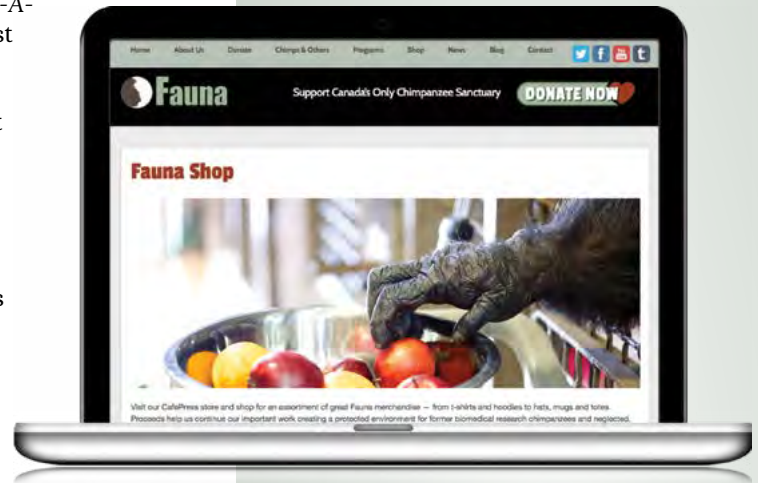 -A-
st
t
s
Home About Us Donate Chimps & Others Programs Shop News Blog Contact
Fauna
Support Canada's Only Chimpanzee Sanctuary
DONATE NOW
Fauna Shop
Visit our CafePress store and shop for an assortment of great Fauna merchandise — from t-shirts and hoodies to hats, mugs and totes.
Proceeds help us continue our important work creating a protected environment for former biomedical research chimpanzees and neglected,